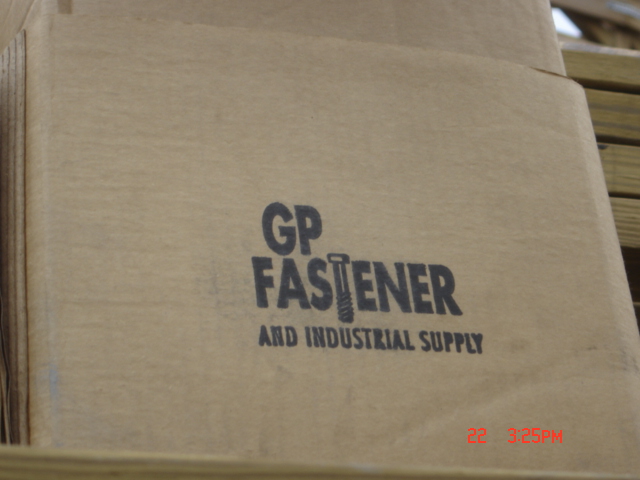 GP
FASTENER
AND INDUSTRIAL SUPPLY
22 3:25PM